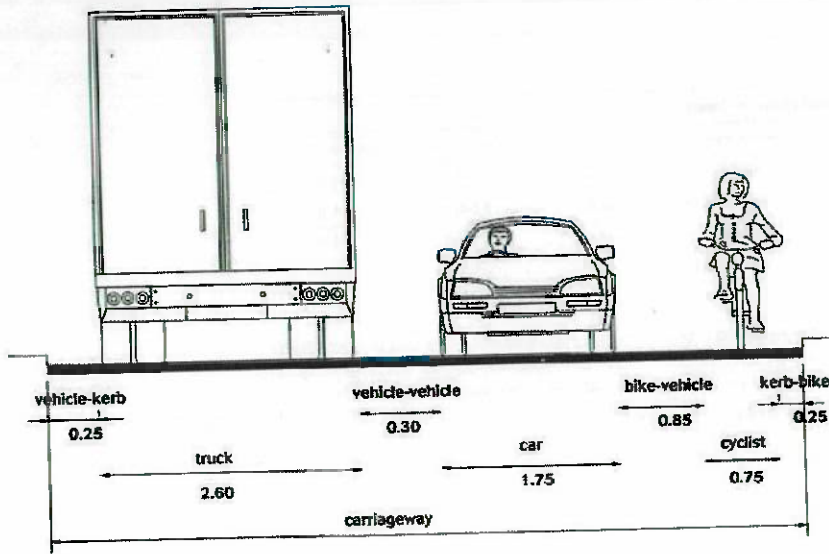 vehicle-kerb
0.25
vehicle-vehicle
0.30
bike-vehicle
0.85
kerb-bike
0.25
truck
2.60
car
1.75
cyclist
0.75
carriageway